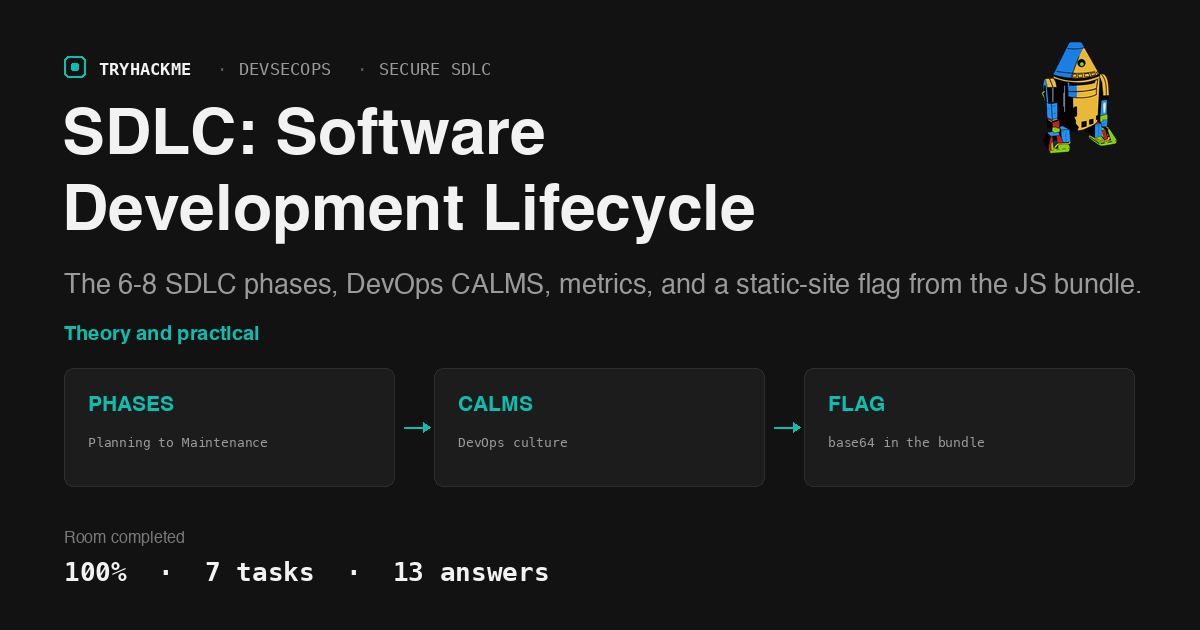 TRYHACKME · DEVSECOPS · SECURE SDLC
SDLC: Software
Development Lifecycle
The 6-8 SDLC phases, DevOps CALMS, metrics, and a static-site flag from the JS bundle.
Theory and practical
PHASES
Planning to Maintenance
CALMS
DevOps culture
FLAG
base64 in the bundle
Room completed
100% · 7 tasks · 13 answers